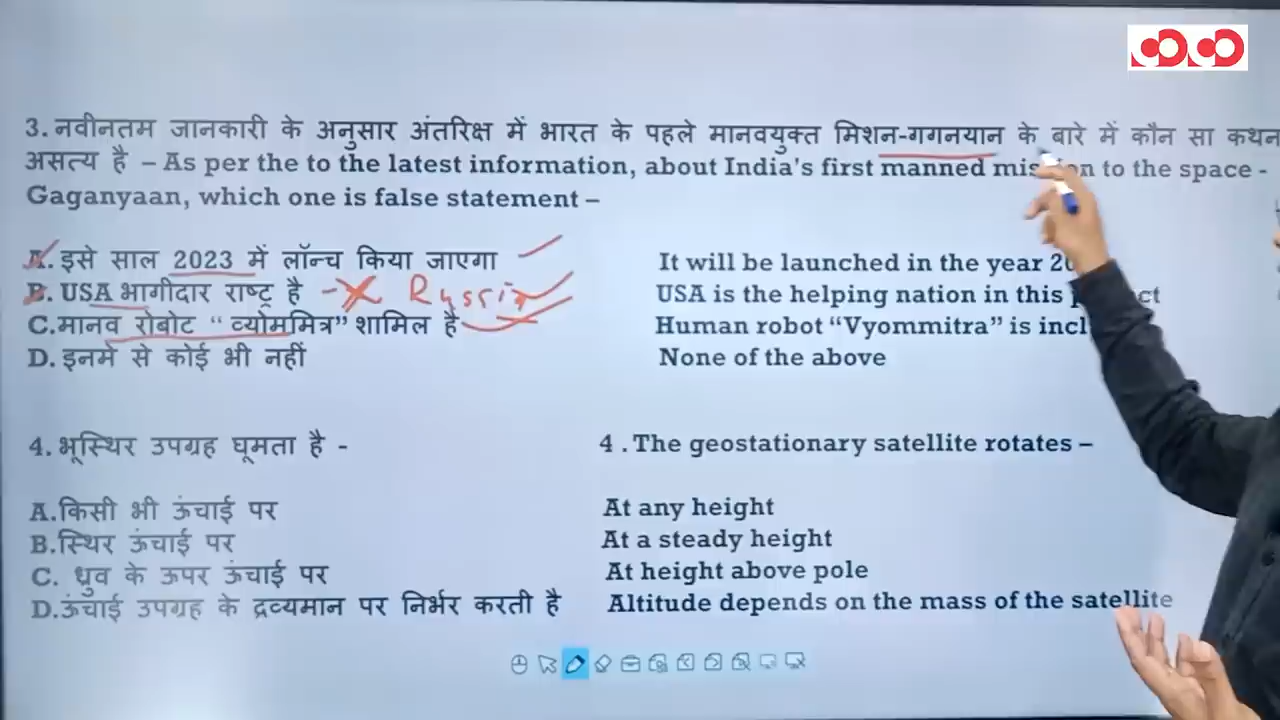 3. नवीनतम जानकारी के अनुसार अंतरिक्ष में भारत के पहले मानवयुक्त मिशन-गगनयान के बारे में कौन सा कथन
असत्य है – As per the to the latest information, about India's first manned mission to the space -
Gaganyaan, which one is false statement –
A. इसे साल 2023 में लॉन्च किया जाएगा It will be launched in the year
B. USA भागीदार राष्ट्र है Russia USA is the helping nation in this
C.मानव रोबोट “ व्योममित्र” शामिल है Human robot “Vyommitra” is
D. इनमे से कोई भी नहीं None of the above
4. भूस्थिर उपग्रह घूमता है - 4 . The geostationary satellite rotates –
A.किसी भी ऊंचाई पर At any height
B.स्थिर ऊंचाई पर At a steady height
C. ध्रुव के ऊपर ऊंचाई पर At height above pole
D.ऊंचाई उपग्रह के द्रव्यमान पर निर्भर करती है Altitude depends on the mass of the satellite